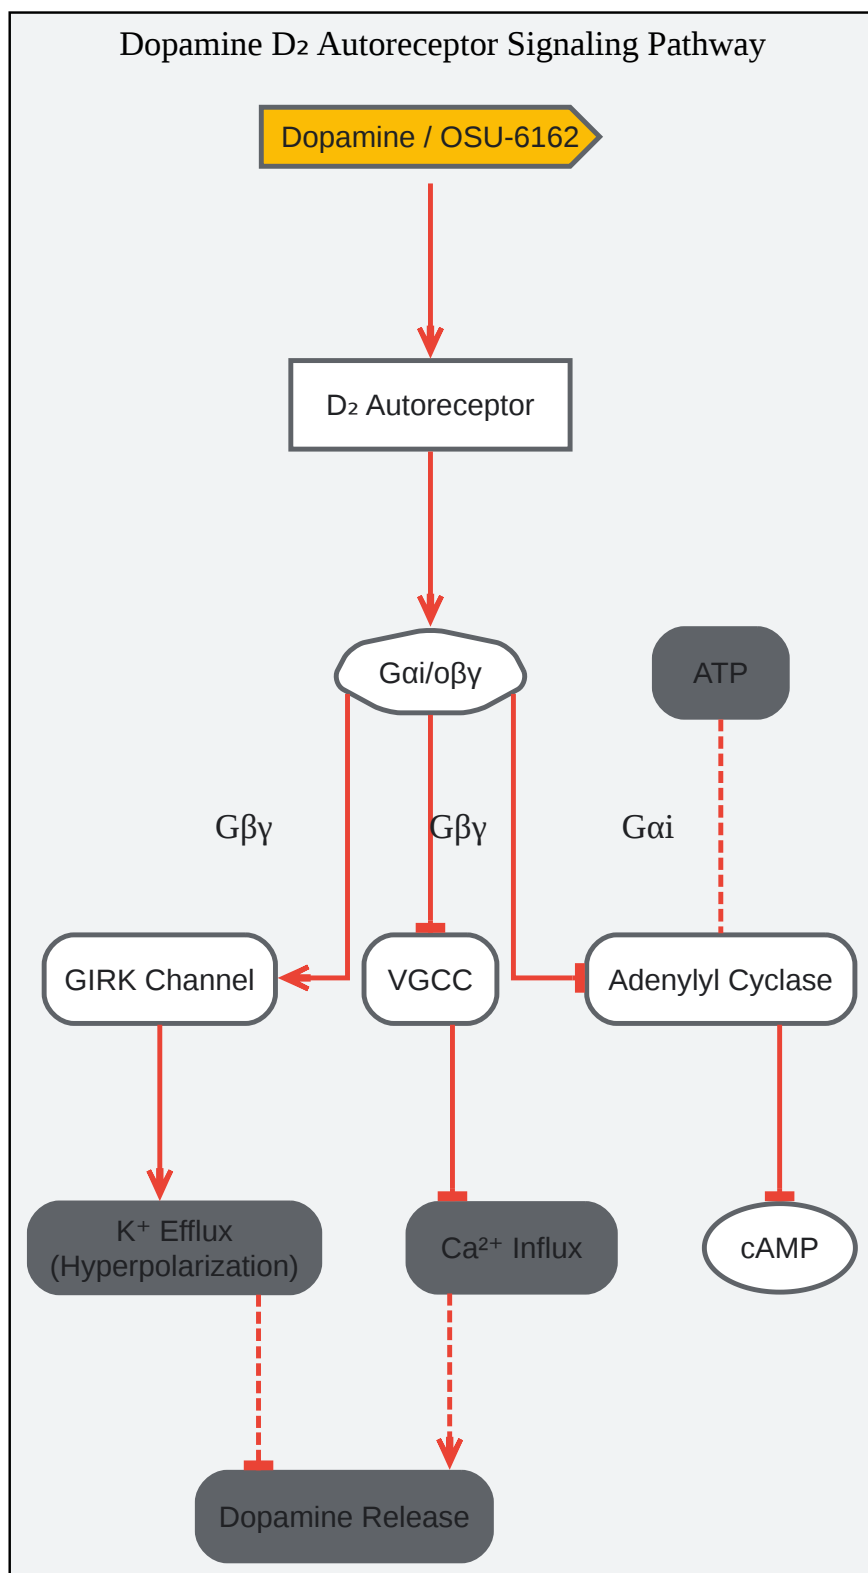 Dopamine D₂ Autoreceptor Signaling Pathway
Dopamine / OSU-6162
D₂ Autoreceptor
Gαi/oβγ
ATP
Gβγ
Gβγ
Gαi
GIRK Channel
VGCC
Adenylyl Cyclase
K⁺ Efflux
(Hyperpolarization)
Ca²⁺ Influx
cAMP
Dopamine Release